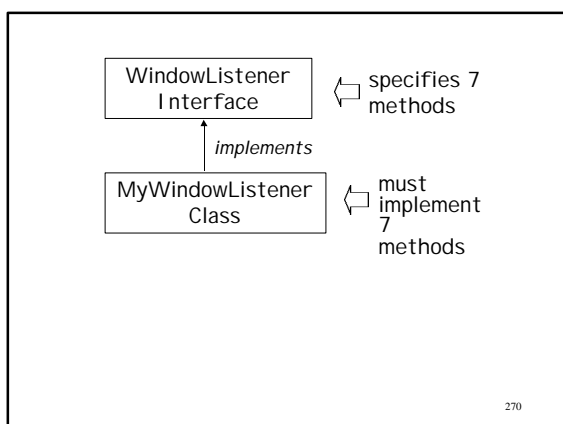 WindowListener
Interface
specifies 7
methods
implements
MyWindowListener
Class
must
implement
7
methods
270